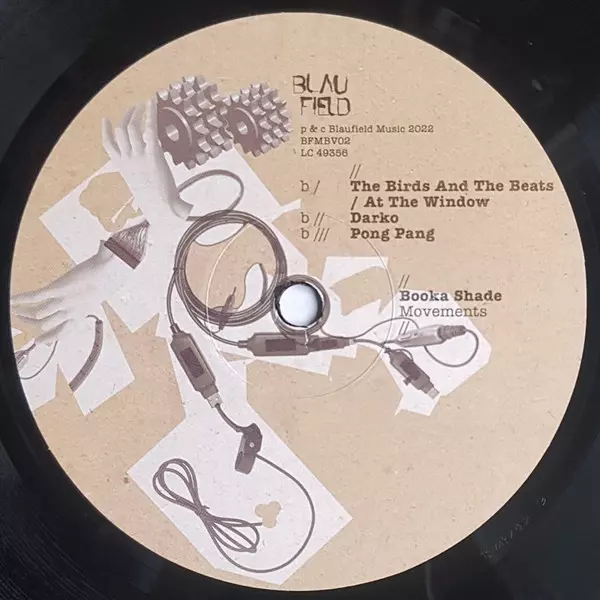 BLAU
FIELD
p & c Blaufield Music 2022
BFMBV02
LC 49356
//
b / The Birds And The Beats
/ At The Window
b // Darko
b /// Pong Pang
//
Booka Shade
Movements
//